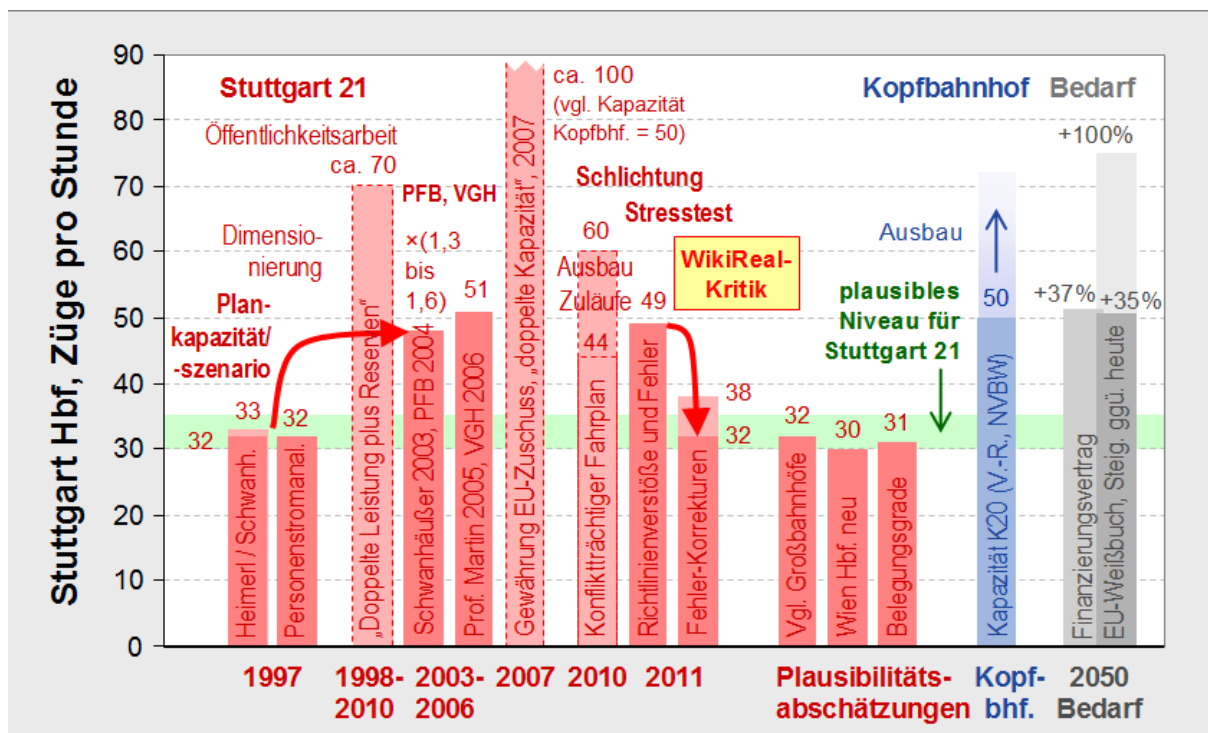 Stuttgart Hbf, Züge pro Stunde
90
80
70
60
50
40
30
20
10
0
Stuttgart 21
Öffentlichkeitsarbeit
ca. 70
Dimensio-
nierung
Plan-
kapazität/
-szenario
33
32
32
PFB, VGH
×(1,3
bis
1,6)
51
ca. 100
(vgl. Kapazität
Kopfbhf. = 50)
Schlichtung
Stresstest
60
Ausbau
Zuläufe
44
49
WikiReal-
Kritik
38
32
32
30
31
plausibles
Niveau für
Stuttgart 21
Kopfbahnhof
Ausbau
50
Bedarf
+100%
+37%
+35%
Heimerl / Schwanh.
Personenstromanal.
„Doppelte Leistung plus Reserven“
Schwanhäußer 2003, PFB 2004
Prof. Martin 2005, VGH 2006
Gewährung EU-Zuschuss, „doppelte Kapazität“, 2007
Konfliktträchtiger Fahrplan
Richtlinienverstöße und Fehler
Fehler-Korrekturen
Vgl. Großbahnhöfe
Wien Hbf. neu
Belegungsgrade
Kapazität K20 (V.-R., NVBW)
Finanzierungsvertrag
EU-Weißbuch, Steig. ggü. heute
1997
1998-
2010
2003-
2006
2007
2010
2011
Plausibilitäts-
abschätzungen
Kopf-
bhf.
2050
Bedarf